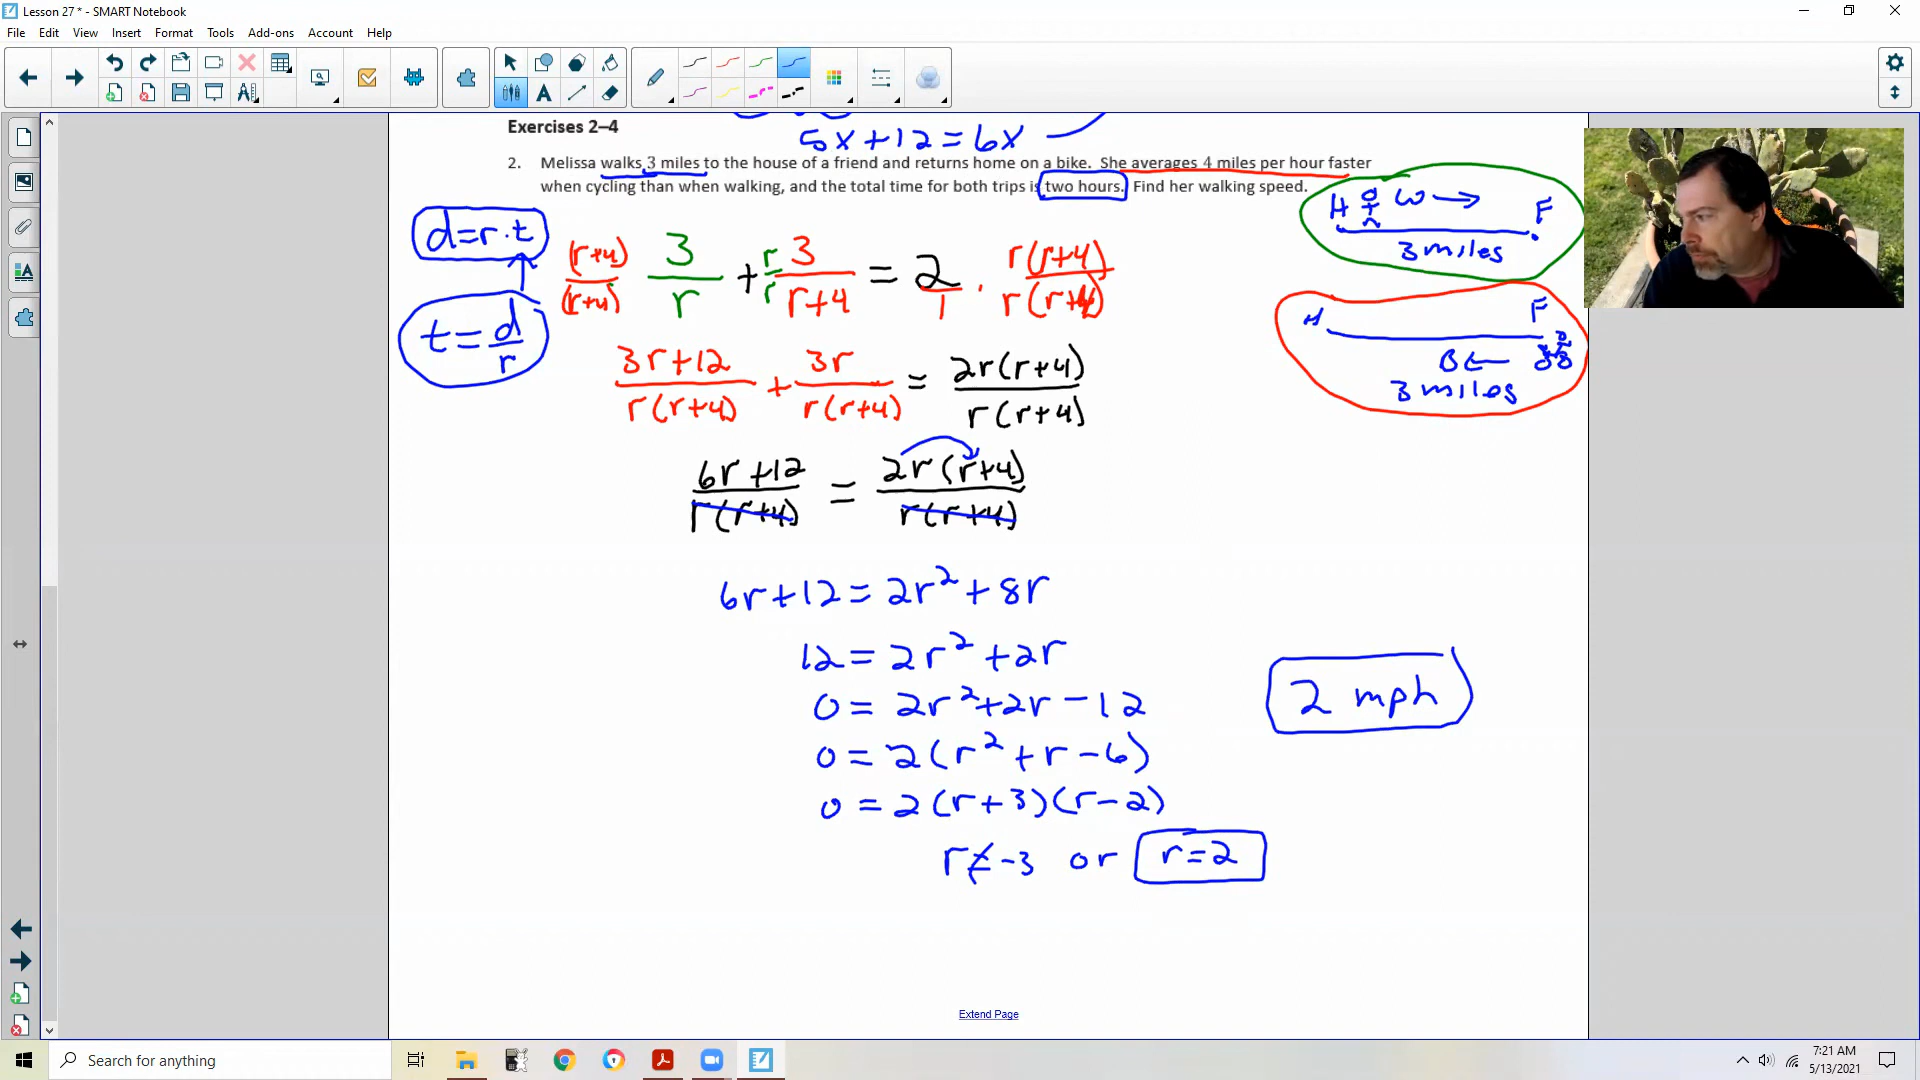 Lesson 27 * - SMART Notebook
File Edit View Insert Format Tools Add-ons Account Help
Exercises 2–4
5x+12=6x
2. Melissa walks 3 miles to the house of a friend and returns home on a bike. She averages 4 miles per hour faster
when cycling than when walking, and the total time for both trips is two hours. Find her walking speed.
d=r·t
t=d/r
(r+4)/(r+4) 3/r + r/r 3/(r+4) = 2/1 · r(r+4)/r(r+4)
H W → F
3 miles
H F
B ←
3 miles
(3r+12)/r(r+4) + 3r/r(r+4) = 2r(r+4)/r(r+4)
(6r+12)/r(r+4) = 2r(r+4)/r(r+4)
6r+12=2r²+8r
12=2r²+2r
0=2r²+2r-12
0=2(r²+r-6)
0=2(r+3)(r-2)
r≠-3 or r=2
2 mph
Extend Page
Search for anything
7:21 AM
5/13/2021